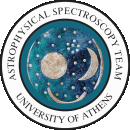 ASTROPHYSICAL SPECTROSCOPY TEAM
UNIVERSITY OF ATHENS